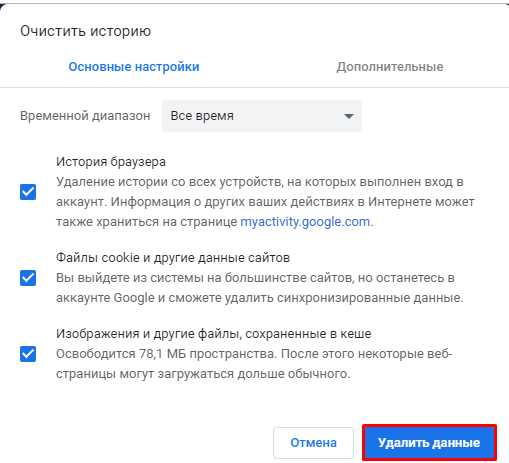 Очистить историю
Основные настройки
Дополнительные
Временной диапазон
Все время
История браузера
Удаление истории со всех устройств, на которых выполнен вход в
аккаунт. Информация о других ваших действиях в Интернете может
также храниться на странице myactivity.google.com.
Файлы cookie и другие данные сайтов
Вы выйдете из системы на большинстве сайтов, но останетесь в
аккаунте Google и сможете удалить синхронизированные данные.
Изображения и другие файлы, сохраненные в кеше
Освободится 78,1 МБ пространства. После этого некоторые веб-
страницы могут загружаться дольше обычного.
Отмена
Удалить данные